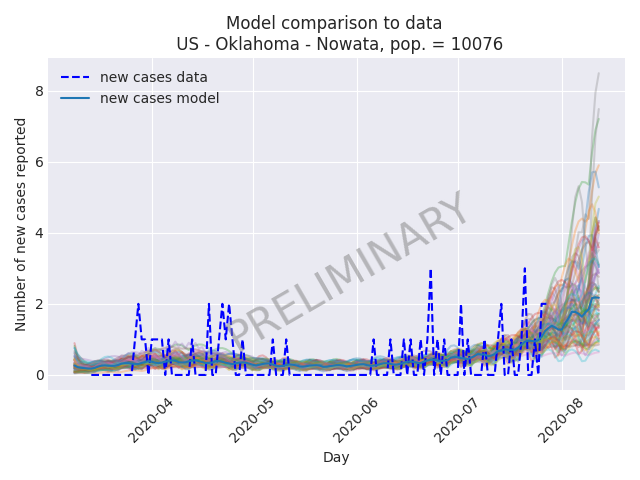 Model comparison to data
US - Oklahoma - Nowata, pop. = 10076
new cases data
new cases model
Number of new cases reported
8
6
4
2
0
PRELIMINARY
2020-04
2020-05
2020-06
2020-07
2020-08
Day